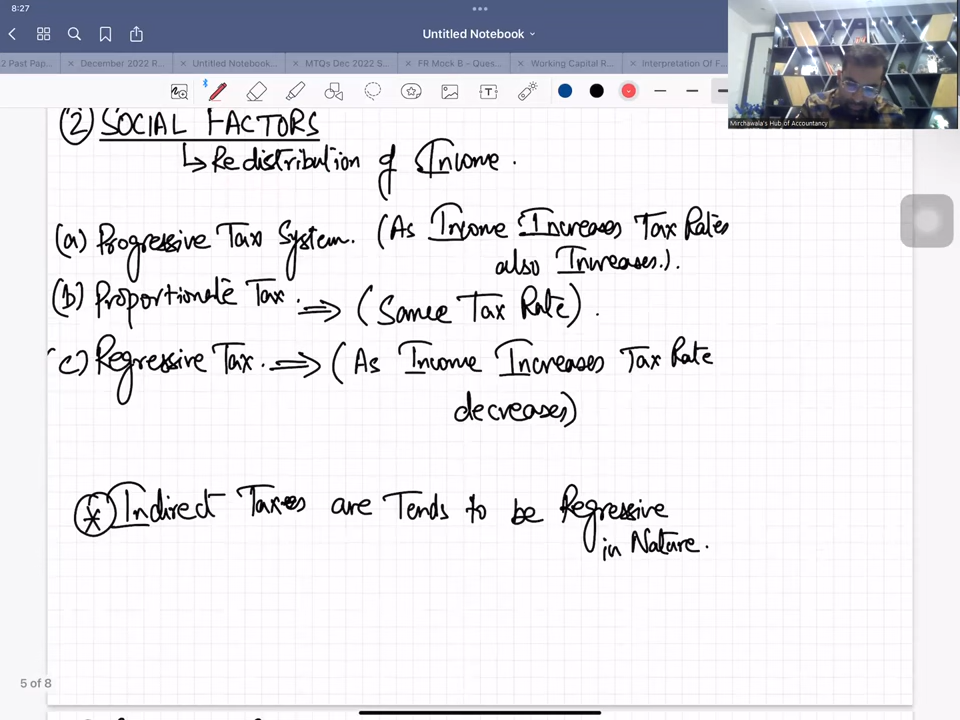 8:27
Untitled Notebook
2 Past Pap...
December 2022 R...
Untitled Notebook...
MTQs Dec 2022 S...
FR Mock B - Ques...
Working Capital R...
Interpretation Of F...
Mirchawala's Hub of Accountancy
(2) SOCIAL FACTORS
↳ Redistribution of Income.
(a) Progressive Tax System. (As Income Increases Tax Rates
also Increases.).
(b) Proportionate Tax. ⇒ (Same Tax Rate).
(c) Regressive Tax. ⇒ (As Income Increases Tax Rate
decreases)
* Indirect Taxes are Tends to be Regressive
in Nature.
5 of 8